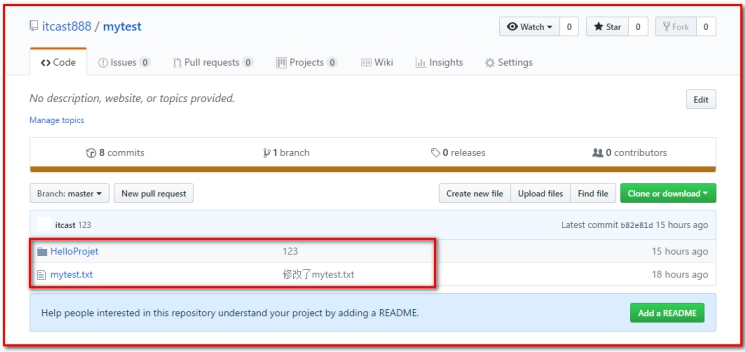 itcast888 / mytest Watch 0 Star 0 Fork 0
Code Issues 0 Pull requests 0 Projects 0 Wiki Insights Settings
No description, website, or topics provided. Edit
Manage topics
8 commits 1 branch 0 releases 0 contributors
Branch: master New pull request Create new file Upload files Find file Clone or download
itcast 123 Latest commit b82e81d 15 hours ago
HelloProjet 123 15 hours ago
mytest.txt 修改了mytest.txt 18 hours ago
Help people interested in this repository understand your project by adding a README. Add a README